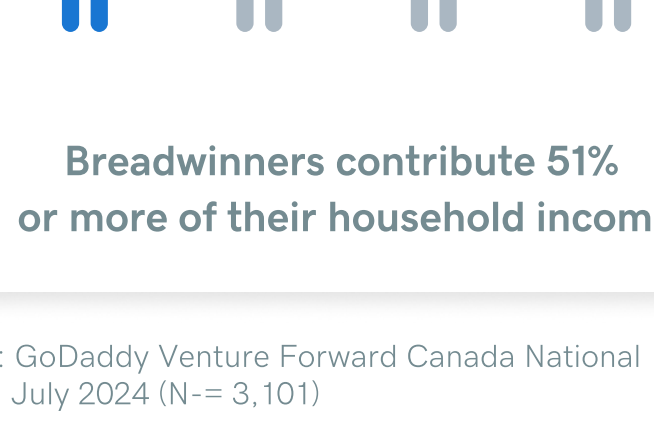 Breadwinners contribute 51%
or more of their household incom
: GoDaddy Venture Forward Canada National
July 2024 (N-= 3,101)